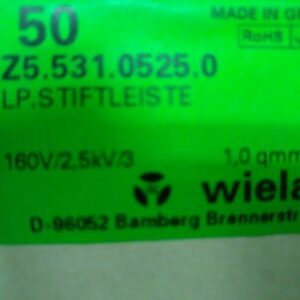 50
MADE IN GE
RoHS
Z5.531.0525.0
LP.STIFTLEISTE
160V/2,5kV/3
1,0 qmm
wiela
D-96052 Bamberg Brennerstr